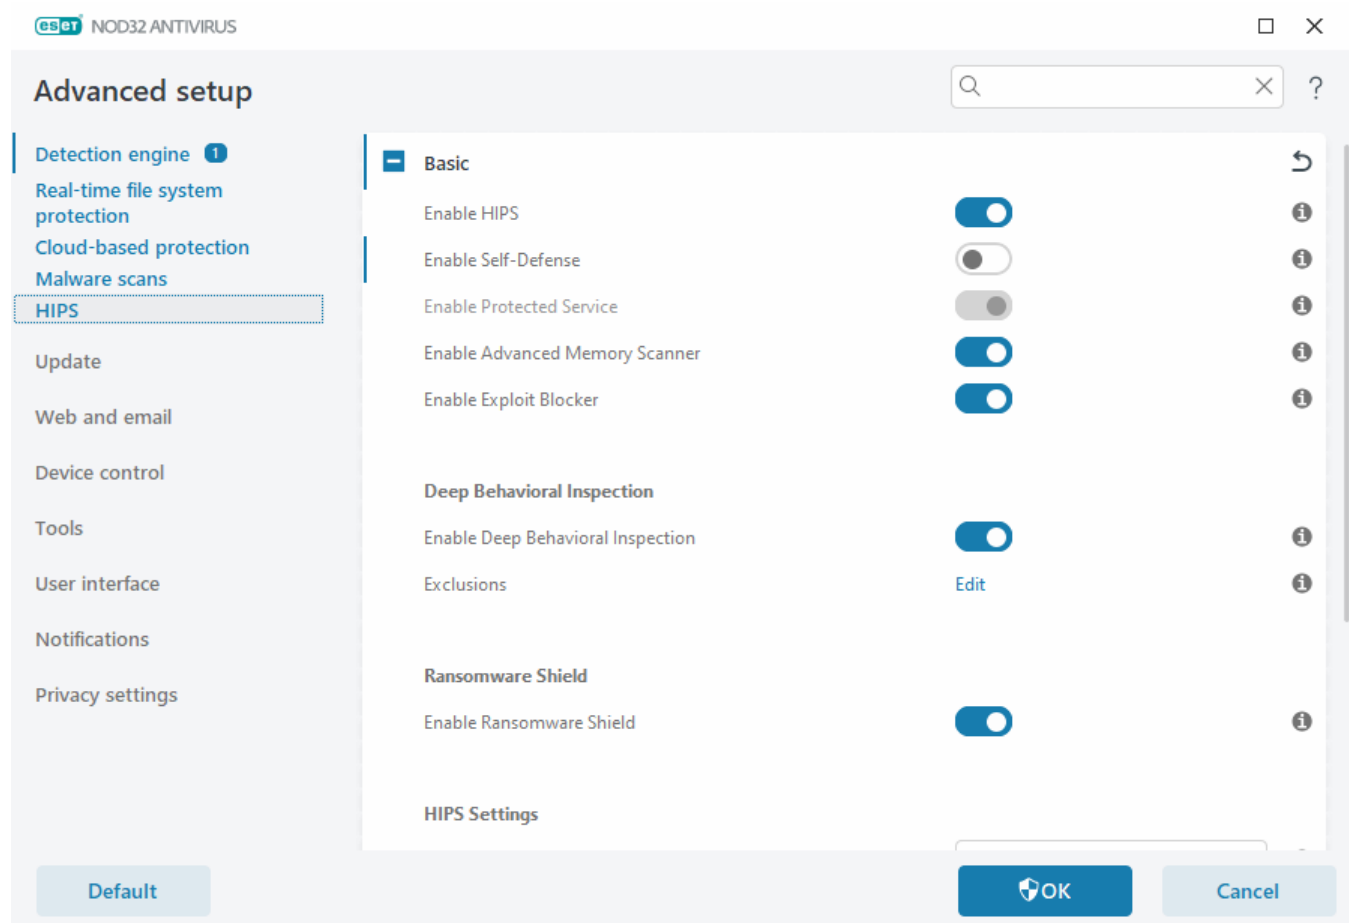 eset NOD32 ANTIVIRUS
Advanced setup
?
Detection engine 1
Real-time file system
protection
Cloud-based protection
Malware scans
HIPS
Update
Web and email
Device control
Tools
User interface
Notifications
Privacy settings
Basic
Enable HIPS
Enable Self-Defense
Enable Protected Service
Enable Advanced Memory Scanner
Enable Exploit Blocker
Deep Behavioral Inspection
Enable Deep Behavioral Inspection
Exclusions Edit
Ransomware Shield
Enable Ransomware Shield
HIPS Settings
Default OK Cancel